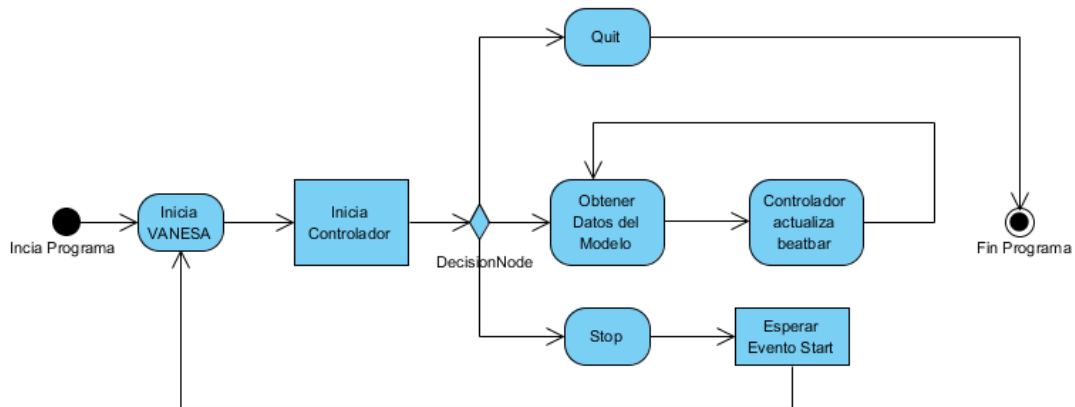 Quit
Obtener
Datos del
Modelo
Controlador
actualiza
beatbar
Inicia
VANESA
Inicia
Controlador
Incia Programa
DecisionNode
Fin Programa
Stop
Esperar
Evento Start